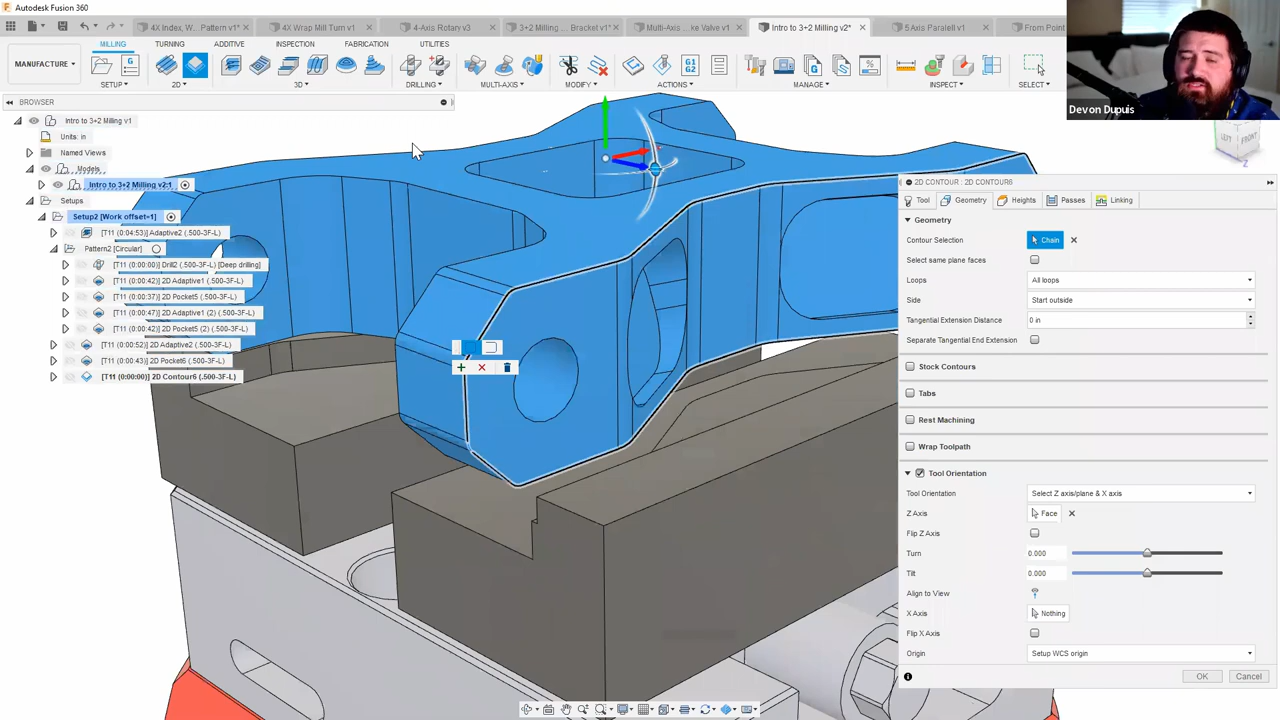 Autodesk Fusion 360
4X Index, W... Pattern v1*
4X Wrap Mill Turn v1
4-Axis Rotary v3
3+2 Milling ... Bracket v1*
Multi-Axis ... ke Valve v1
Intro to 3+2 Milling v2*
5 Axis Paralell v1
From Point
Devon Dupuis
MILLING
TURNING
ADDITIVE
INSPECTION
FABRICATION
UTILITIES
MANUFACTURE
G1
G2
SETUP
2D
3D
DRILLING
MULTI-AXIS
MODIFY
ACTIONS
MANAGE
INSPECT
SELECT
BROWSER
Intro to 3+2 Milling v1
Units: in
Named Views
Models
Intro to 3+2 Milling v2:1
Setups
Setup2 [Work offset=1]
[T11 (0:04:53)] Adaptive2 (.500-3F-L)
Pattern2 [Circular]
[T11 (0:00:00)] Drill2 (.500-3F-L) [Deep drilling]
[T11 (0:00:42)] 2D Adaptive1 (.500-3F-L)
[T11 (0:00:37)] 2D Pocket5 (.500-3F-L)
[T11 (0:00:47)] 2D Adaptive1 (2) (.500-3F-L)
[T11 (0:00:42)] 2D Pocket5 (2) (.500-3F-L)
[T11 (0:00:52)] 2D Adaptive2 (.500-3F-L)
[T11 (0:00:43)] 2D Pocket6 (.500-3F-L)
[T11 (0:00:00)] 2D Contour6 (.500-3F-L)
LEFT
FRONT
Z
2D CONTOUR : 2D CONTOUR6
Tool
Geometry
Heights
Passes
Linking
Geometry
Contour Selection
Chain
Select same plane faces
Loops
All loops
Side
Start outside
Tangential Extension Distance
0 in
Separate Tangential End Extension
Stock Contours
Tabs
Rest Machining
Wrap Toolpath
Tool Orientation
Tool Orientation
Select Z axis/plane & X axis
Z Axis
Face
Flip Z Axis
Turn
0.000
Tilt
0.000
Align to View
X Axis
Nothing
Flip X Axis
Origin
Setup WCS origin
OK
Cancel